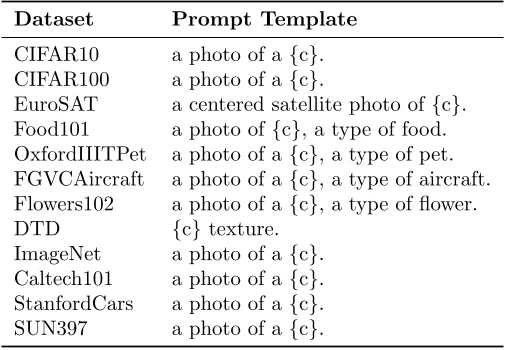 Dataset Prompt Template
CIFAR10 a photo of a {c}.
CIFAR100 a photo of a {c}.
EuroSAT a centered satellite photo of {c}.
Food101 a photo of {c}, a type of food.
OxfordIIITPet a photo of a {c}, a type of pet.
FGVCAircraft a photo of a {c}, a type of aircraft.
Flowers102 a photo of a {c}, a type of flower.
DTD {c} texture.
ImageNet a photo of a {c}.
Caltech101 a photo of a {c}.
StanfordCars a photo of a {c}.
SUN397 a photo of a {c}.